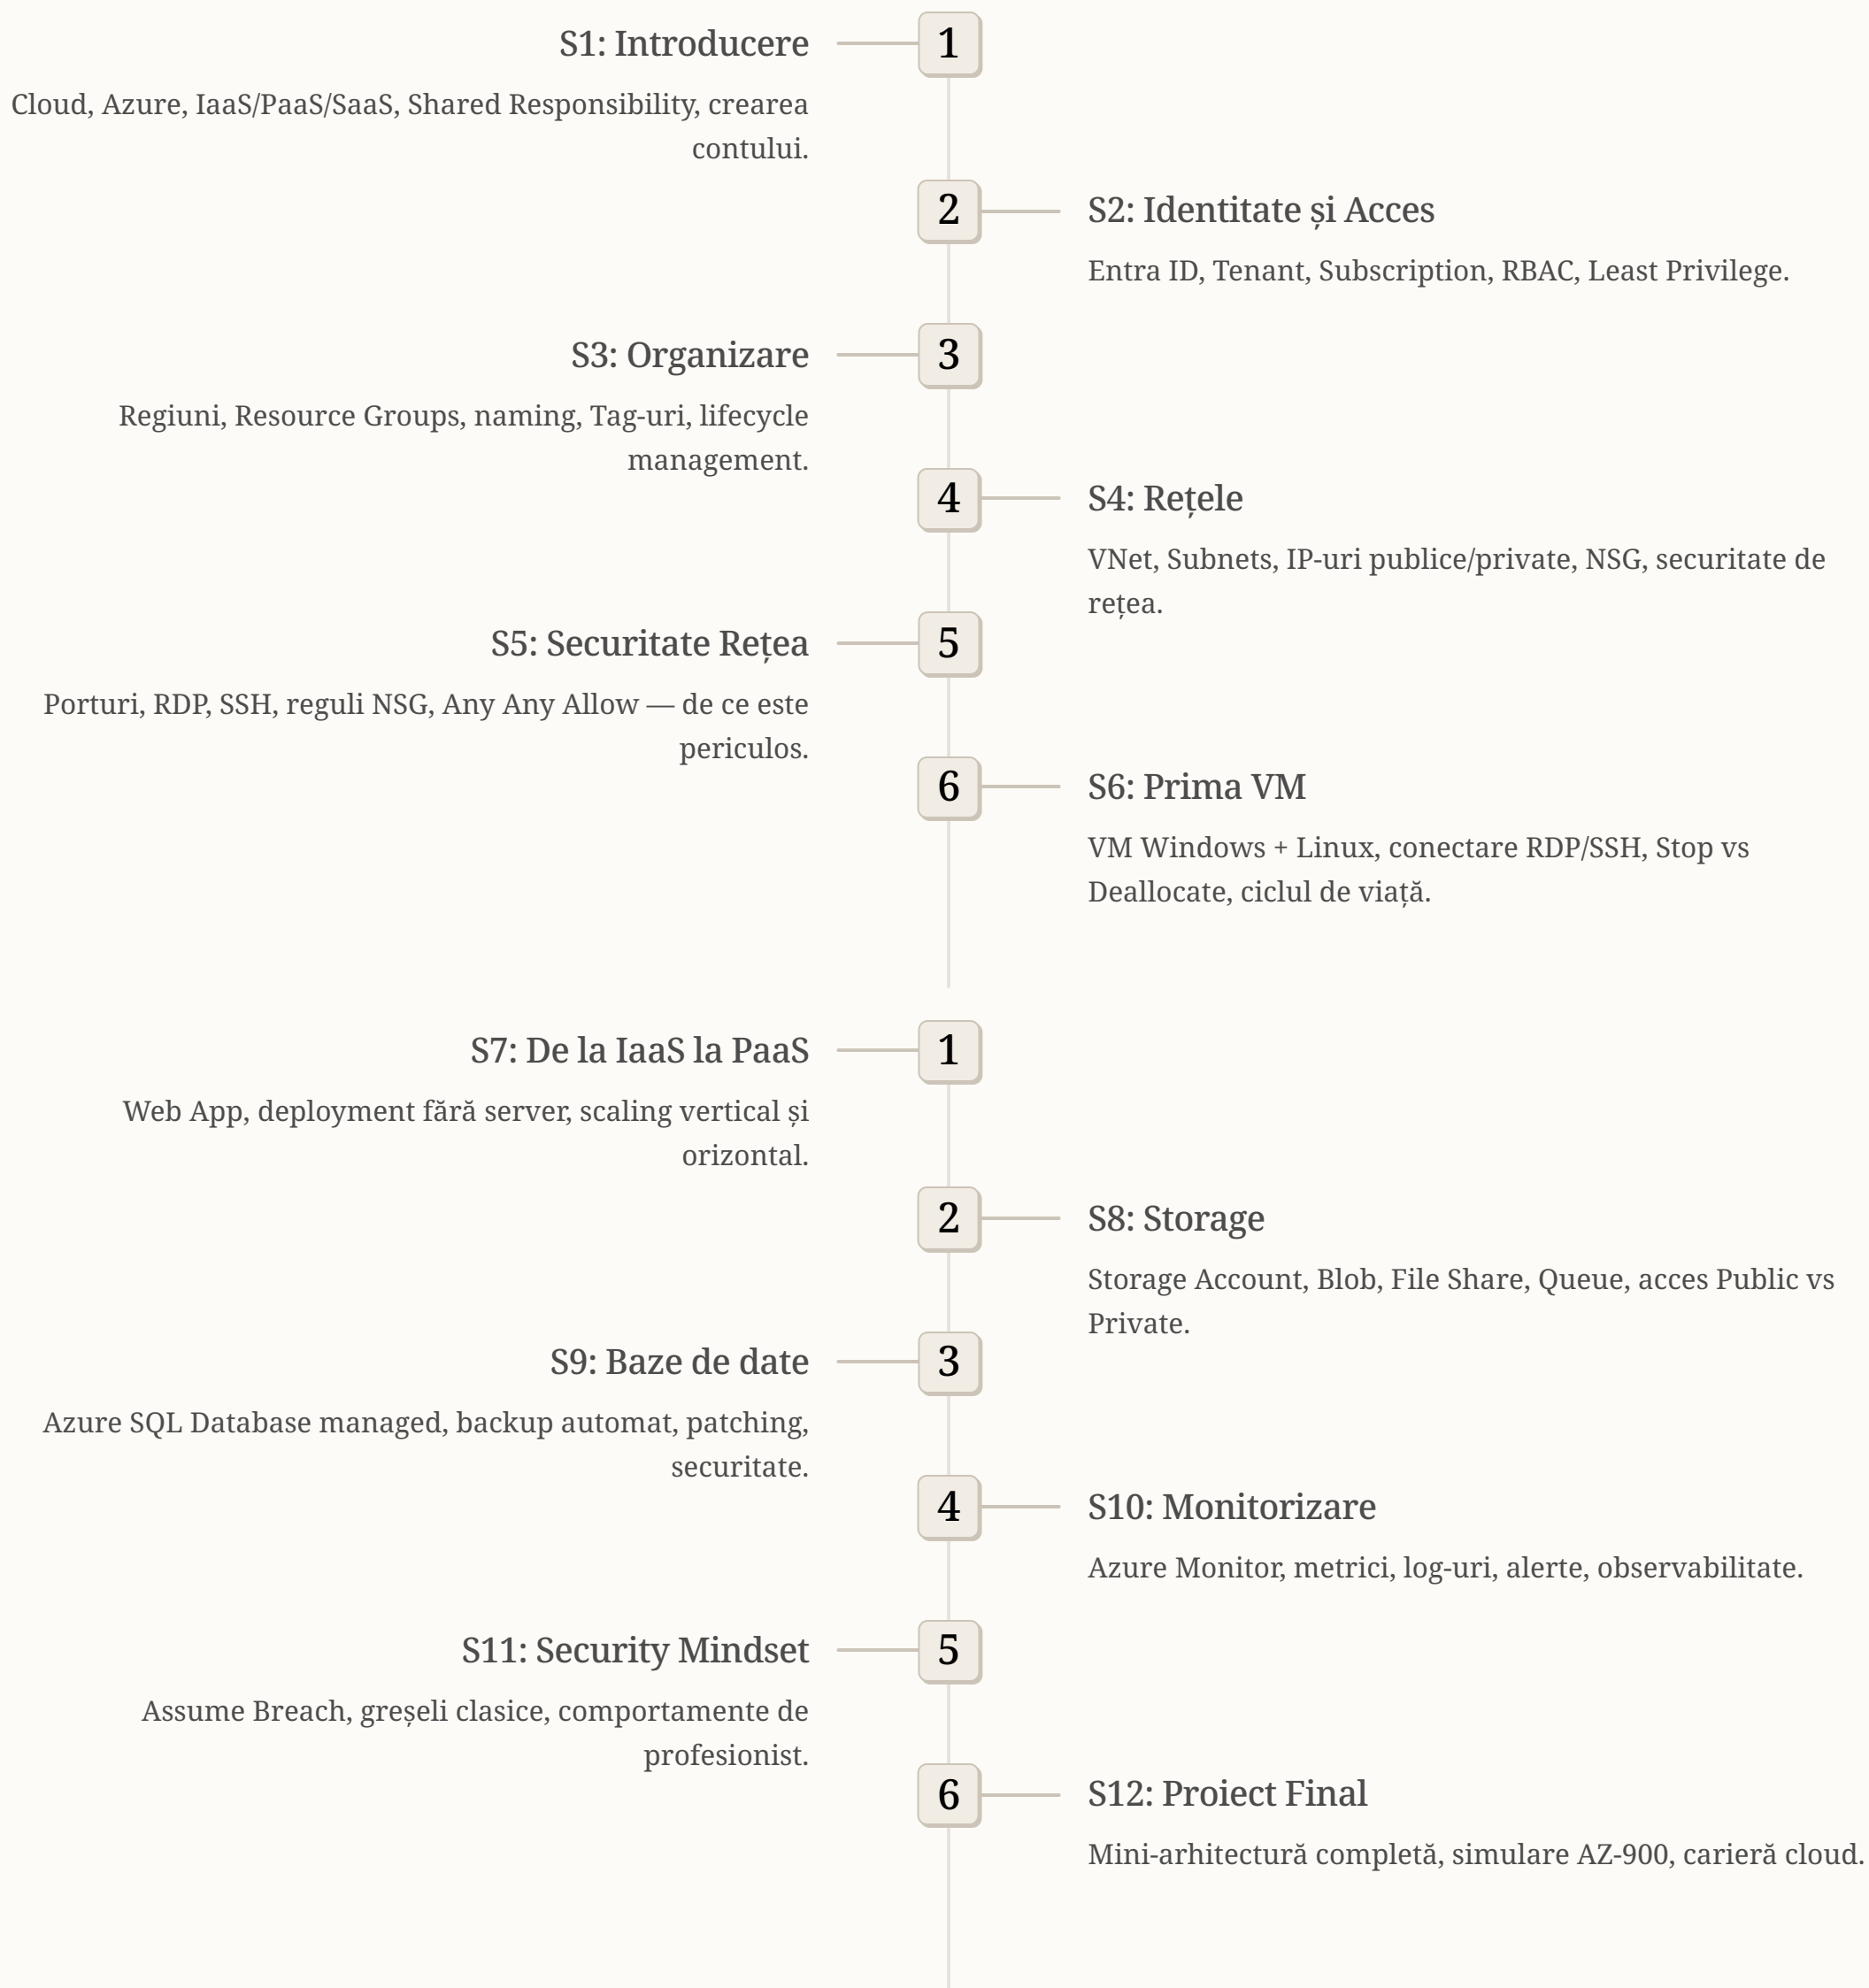 S1: Introducere
1
Cloud, Azure, IaaS/PaaS/SaaS, Shared Responsibility, crearea
contului.
2
S2: Identitate și Acces
Entra ID, Tenant, Subscription, RBAC, Least Privilege.
S3: Organizare
3
Regiuni, Resource Groups, naming, Tag-uri, lifecycle
management.
4
S4: Rețele
VNet, Subnets, IP-uri publice/private, NSG, securitate de
rețea.
S5: Securitate Rețea
5
Porturi, RDP, SSH, reguli NSG, Any Any Allow — de ce este
periculos.
6
S6: Prima VM
VM Windows + Linux, conectare RDP/SSH, Stop vs
Deallocate, ciclul de viață.
S7: De la IaaS la PaaS
1
Web App, deployment fără server, scaling vertical și
orizontal.
2
S8: Storage
Storage Account, Blob, File Share, Queue, acces Public vs
Private.
S9: Baze de date
3
Azure SQL Database managed, backup automat, patching,
securitate.
4
S10: Monitorizare
Azure Monitor, metrici, log-uri, alerte, observabilitate.
S11: Security Mindset
5
Assume Breach, greșeli clasice, comportamente de
profesionist.
6
S12: Proiect Final
Mini-arhitectură completă, simulare AZ-900, carieră cloud.